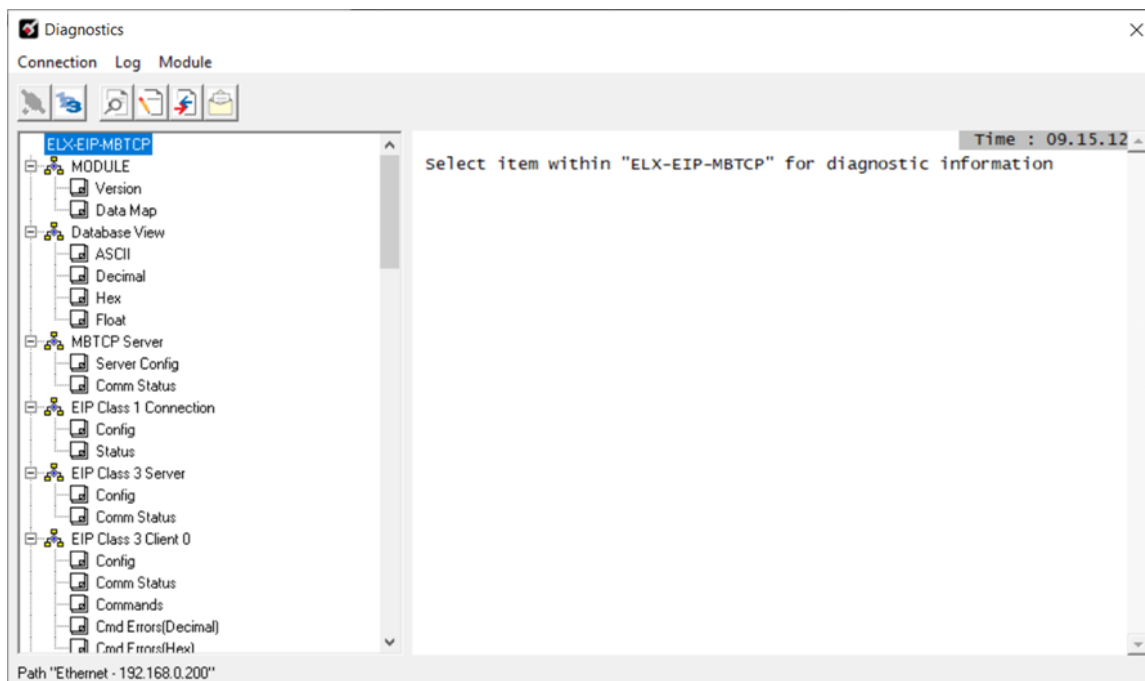 Diagnostics
Connection Log Module
ELX-EIP-MBTCP
MODULE
Version
Data Map
Database View
ASCII
Decimal
Hex
Float
MBTCP Server
Server Config
Comm Status
EIP Class 1 Connection
Config
Status
EIP Class 3 Server
Config
Comm Status
EIP Class 3 Client 0
Config
Comm Status
Commands
Cmd Errors(Decimal)
Cmd Errors(Hex)
Time : 09.15.12
Select item within "ELX-EIP-MBTCP" for diagnostic information
Path "Ethernet - 192.168.0.200"